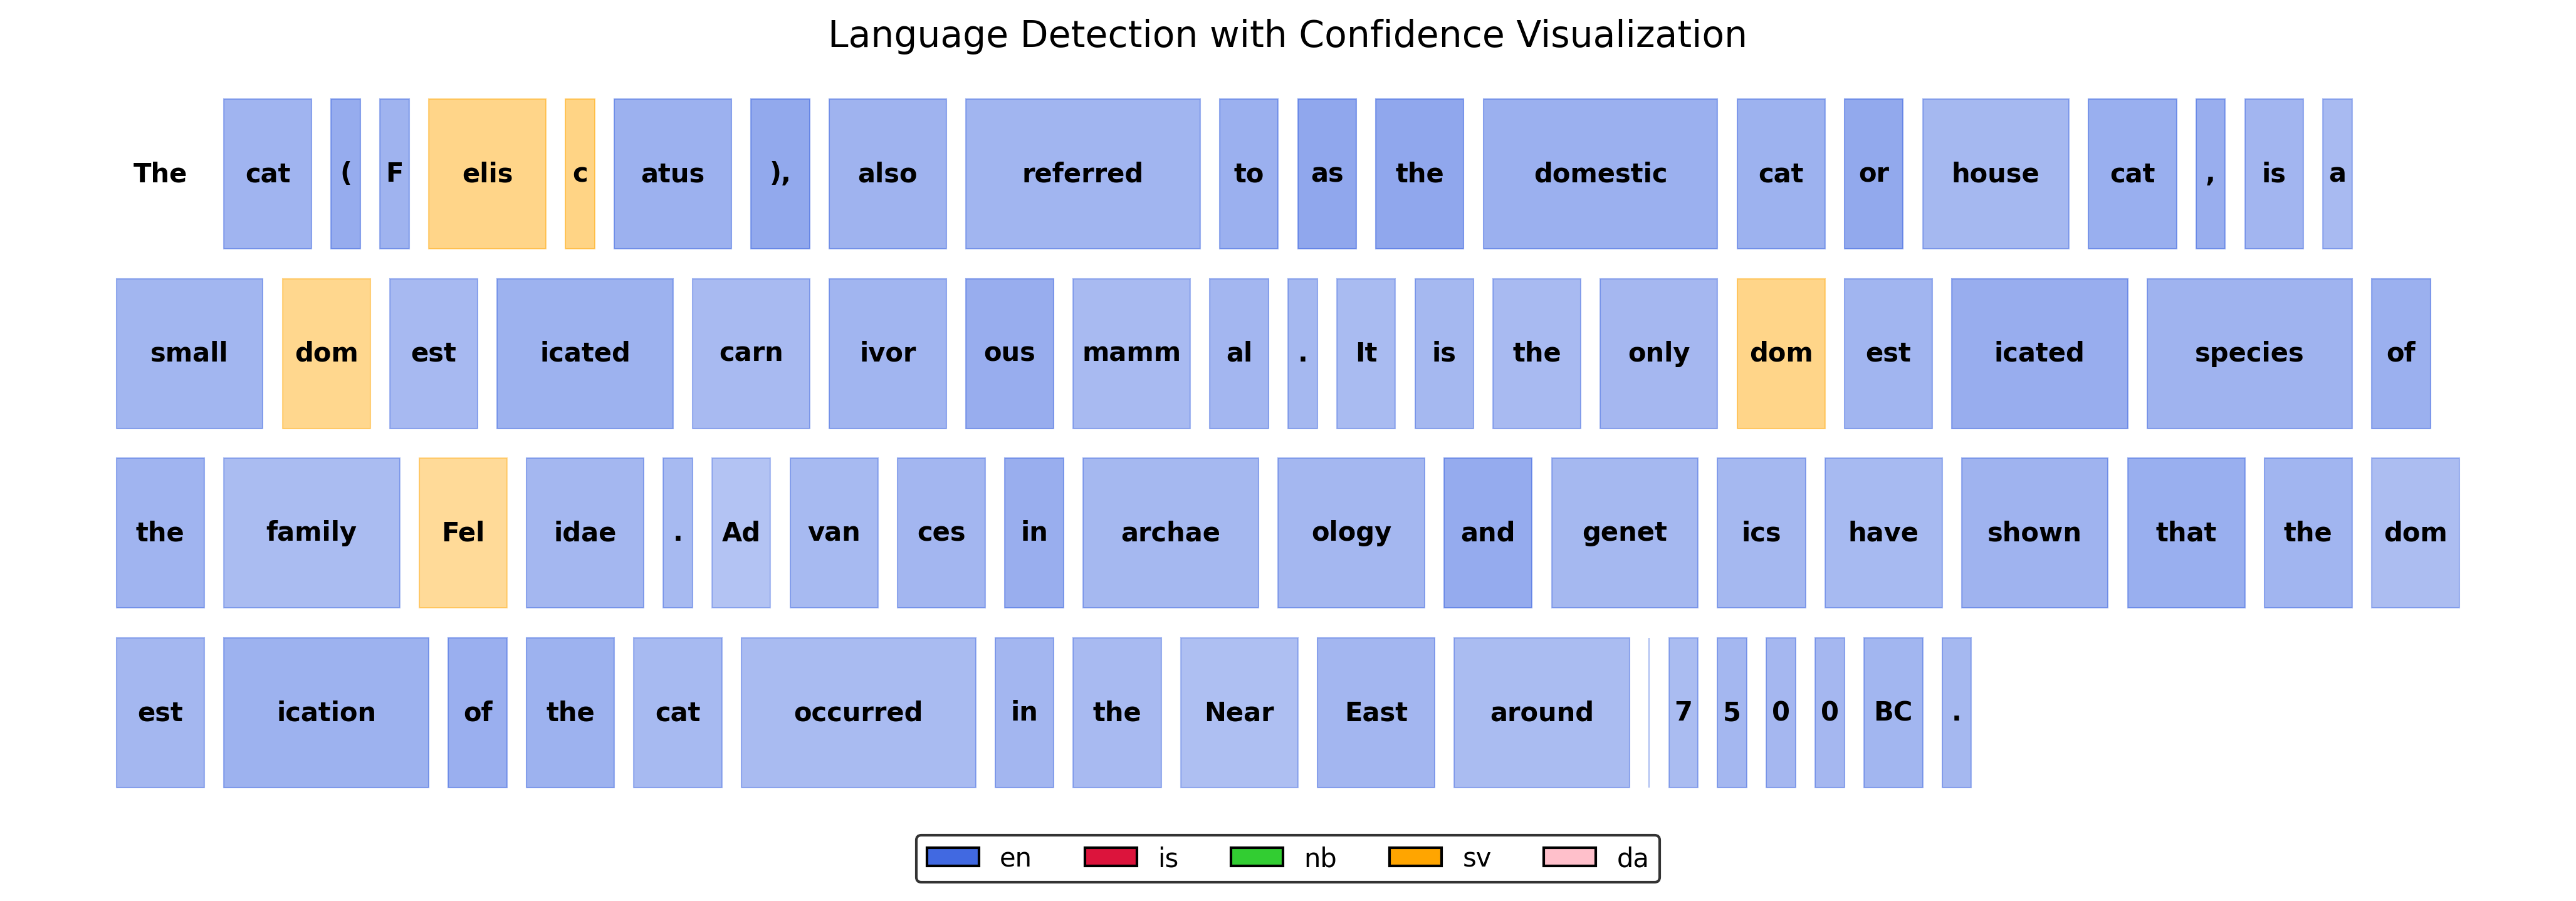 Language Detection with Confidence Visualization
The cat ( F elis c atus ), also referred to as the domestic cat or house cat , is a
small dom est icated carn ivor ous mamm al . It is the only dom est icated species of
the family Fel idae . Ad van ces in archae ology and genet ics have shown that the dom
est ication of the cat occurred in the Near East around 7 5 0 0 BC .
en is nb sv da